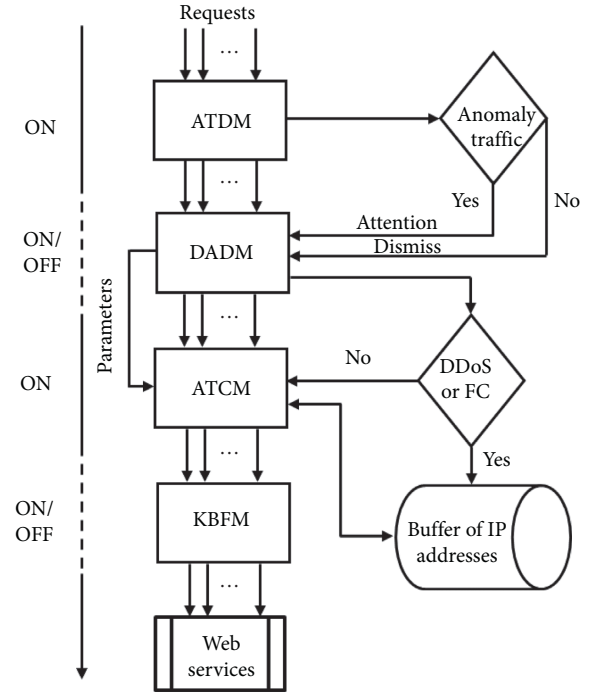 Requests
...
ON
ATDM
Anomaly
traffic
...
Yes
No
Attention
ON/
OFF
DADM
Dismiss
Parameters
...
No
DDoS
or FC
ON
ATCM
...
Yes
ON/
OFF
KBFM
Buffer of IP
addresses
...
Web
services